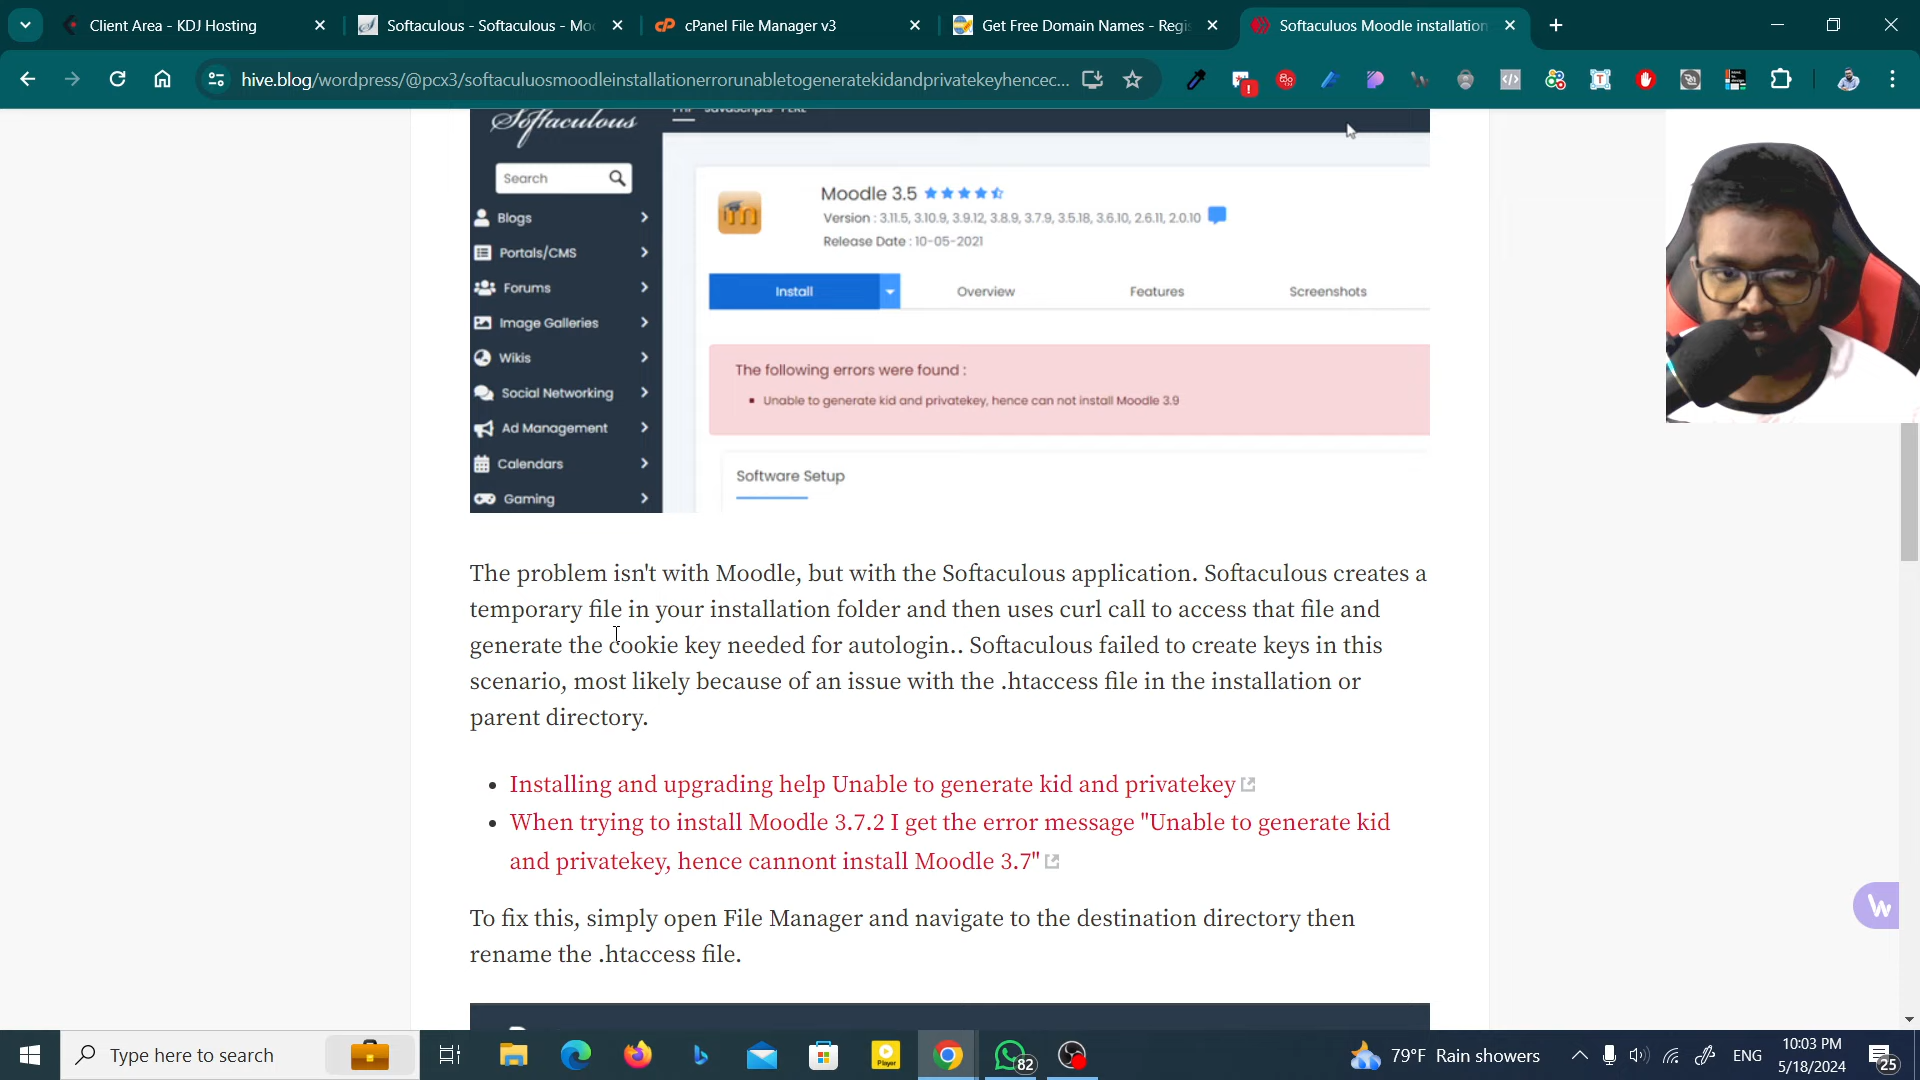 Client Area - KDJ Hosting
Softaculous - Softaculous - Mo
cPanel File Manager v3
Get Free Domain Names - Regis
Softaculuos Moodle installation
hive.blog/wordpress/@pcx3/softaculuosmoodleinstallationerrorunabletogeneratekidandprivatekeyhencec...
Softaculous
Search
Blogs
Portals/CMS
Forums
Image Galleries
Wikis
Social Networking
Ad Management
Calendars
Gaming
Moodle 3.5
Version : 3.11.5, 3.10.9, 3.9.12, 3.8.9, 3.7.9, 3.5.18, 3.6.10, 2.6.11, 2.0.10
Release Date : 10-05-2021
Install
Overview
Features
Screenshots
The following errors were found :
Unable to generate kid and privatekey, hence can not install Moodle 3.9
Software Setup
The problem isn't with Moodle, but with the Softaculous application. Softaculous creates a
temporary file in your installation folder and then uses curl call to access that file and
generate the cookie key needed for autologin.. Softaculous failed to create keys in this
scenario, most likely because of an issue with the .htaccess file in the installation or
parent directory.
Installing and upgrading help Unable to generate kid and privatekey
When trying to install Moodle 3.7.2 I get the error message "Unable to generate kid
and privatekey, hence cannont install Moodle 3.7"
To fix this, simply open File Manager and navigate to the destination directory then
rename the .htaccess file.
Type here to search
Player
82
79°F Rain showers
ENG
10:03 PM
5/18/2024
25